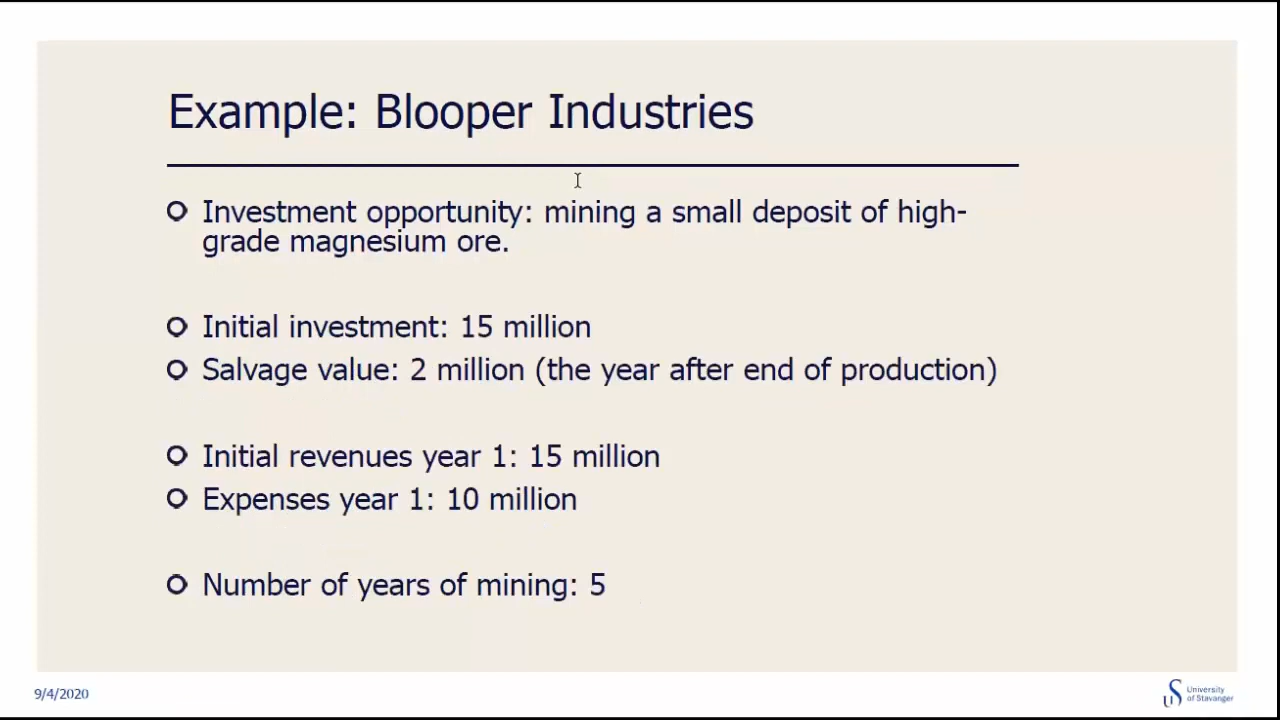 Example: Blooper Industries
Investment opportunity: mining a small deposit of high-
grade magnesium ore.
Initial investment: 15 million
Salvage value: 2 million (the year after end of production)
Initial revenues year 1: 15 million
Expenses year 1: 10 million
Number of years of mining: 5
9/4/2020
University
of Stavanger